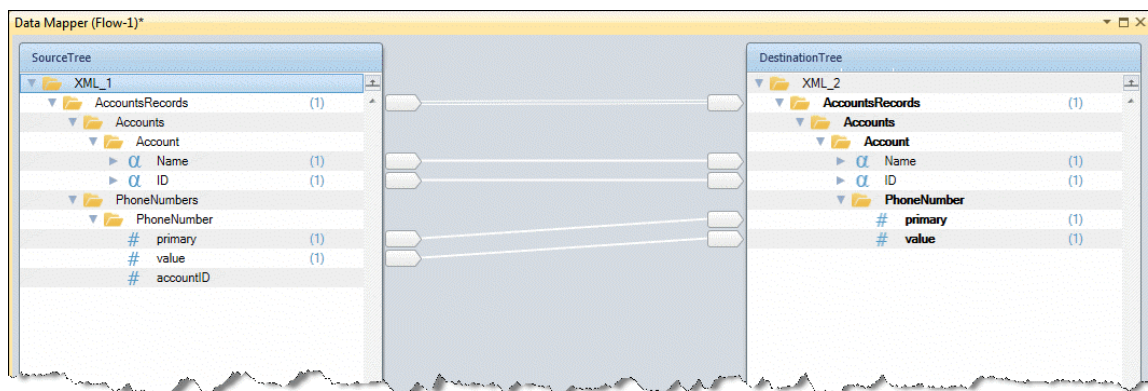 Data Mapper (Flow-1)*
SourceTree
XML_1
AccountsRecords (1)
Accounts
Account
α Name (1)
α ID (1)
PhoneNumbers
PhoneNumber
# primary (1)
# value (1)
# accountID
DestinationTree
XML_2
AccountsRecords (1)
Accounts
Account
α Name (1)
α ID (1)
PhoneNumber
# primary (1)
# value (1)